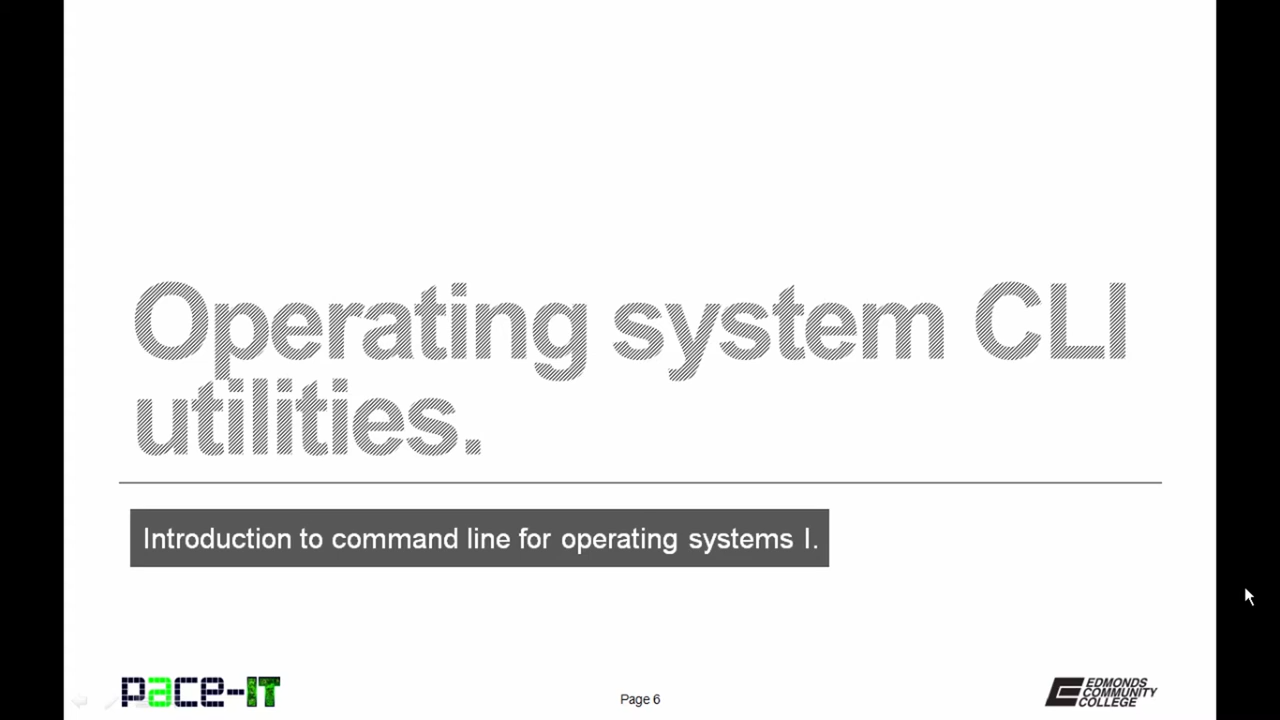 Operating system CLI
utilities.
Introduction to command line for operating systems I.
pace-IT
Page 6
EDMONDS
COMMUNITY
COLLEGE